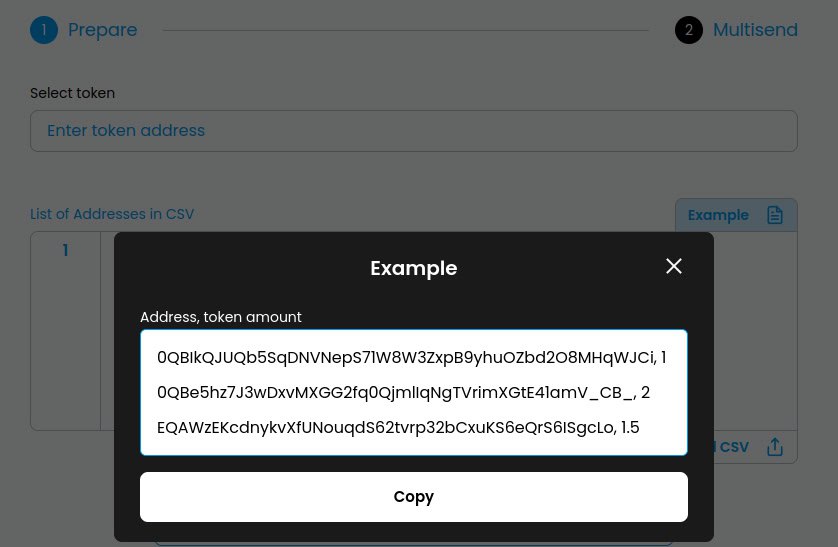 1 Prepare 2 Multisend
Select token
Enter token address
List of Addresses in CSV
Example
1
Example
Address, token amount
0QBIkQJUQb5SqDNVNepS71W8W3ZxpB9yhuOZbd2O8MHqWJCi, 1
0QBe5hz7J3wDxvMXGG2fq0QjmlIqNgTVrimXGtE41amV_CB_, 2
EQAWzEKcdnykvXfUNouqdS62tvrp32bCxuKS6eQrS6ISgcLo, 1.5
CSV
Copy